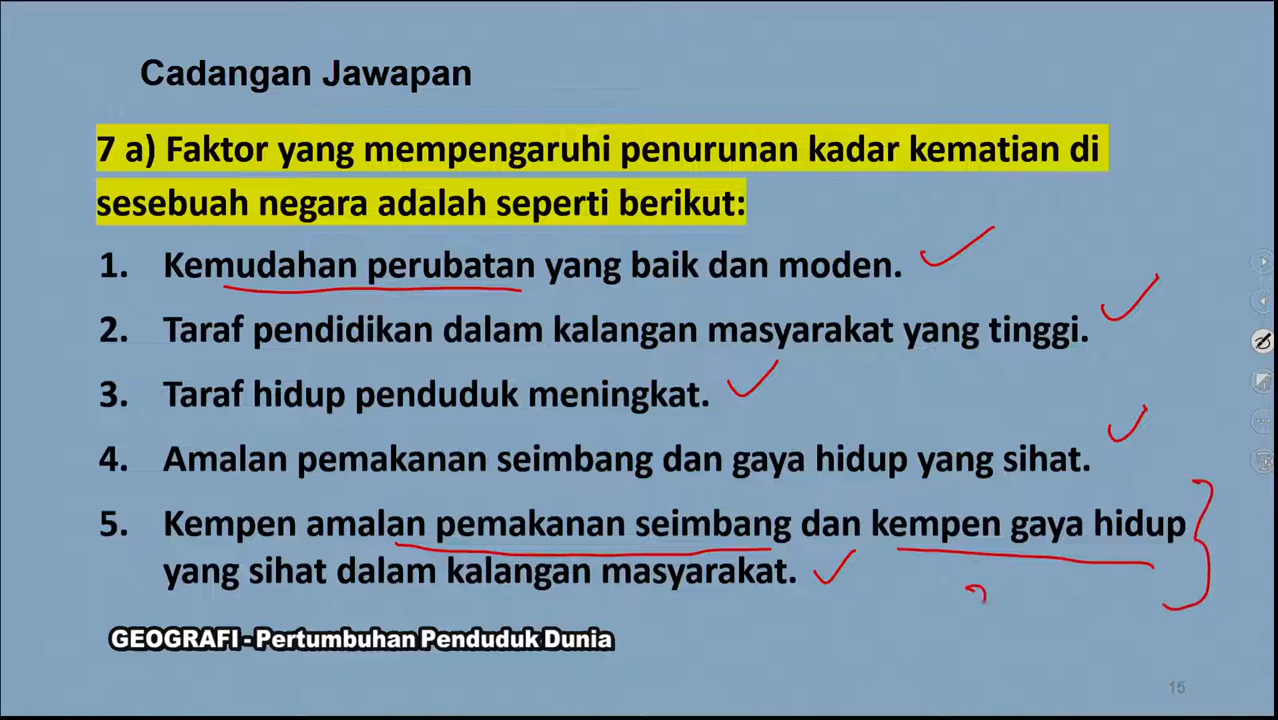 Cadangan Jawapan
7 a) Faktor yang mempengaruhi penurunan kadar kematian di
sesebuah negara adalah seperti berikut:
1. Kemudahan perubatan yang baik dan moden.
2. Taraf pendidikan dalam kalangan masyarakat yang tinggi.
3. Taraf hidup penduduk meningkat.
4. Amalan pemakanan seimbang dan gaya hidup yang sihat.
5. Kempen amalan pemakanan seimbang dan kempen gaya hidup
yang sihat dalam kalangan masyarakat.
GEOGRAFI - Pertumbuhan Penduduk Dunia
15